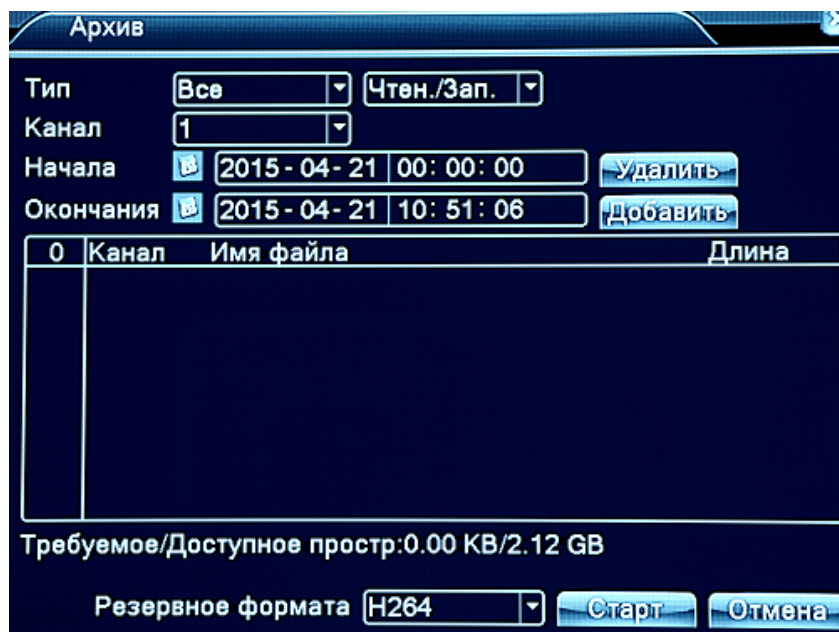 Архив
Тип Все Чтен./Зап.
Канал 1
Начала 2015-04-21 00:00:00 Удалить
Окончания 2015-04-21 10:51:06 Добавить
0 Канал Имя файла Длина
Требуемое/Доступное простр:0.00 KB/2.12 GB
Резервное формата H264 Старт Отмена